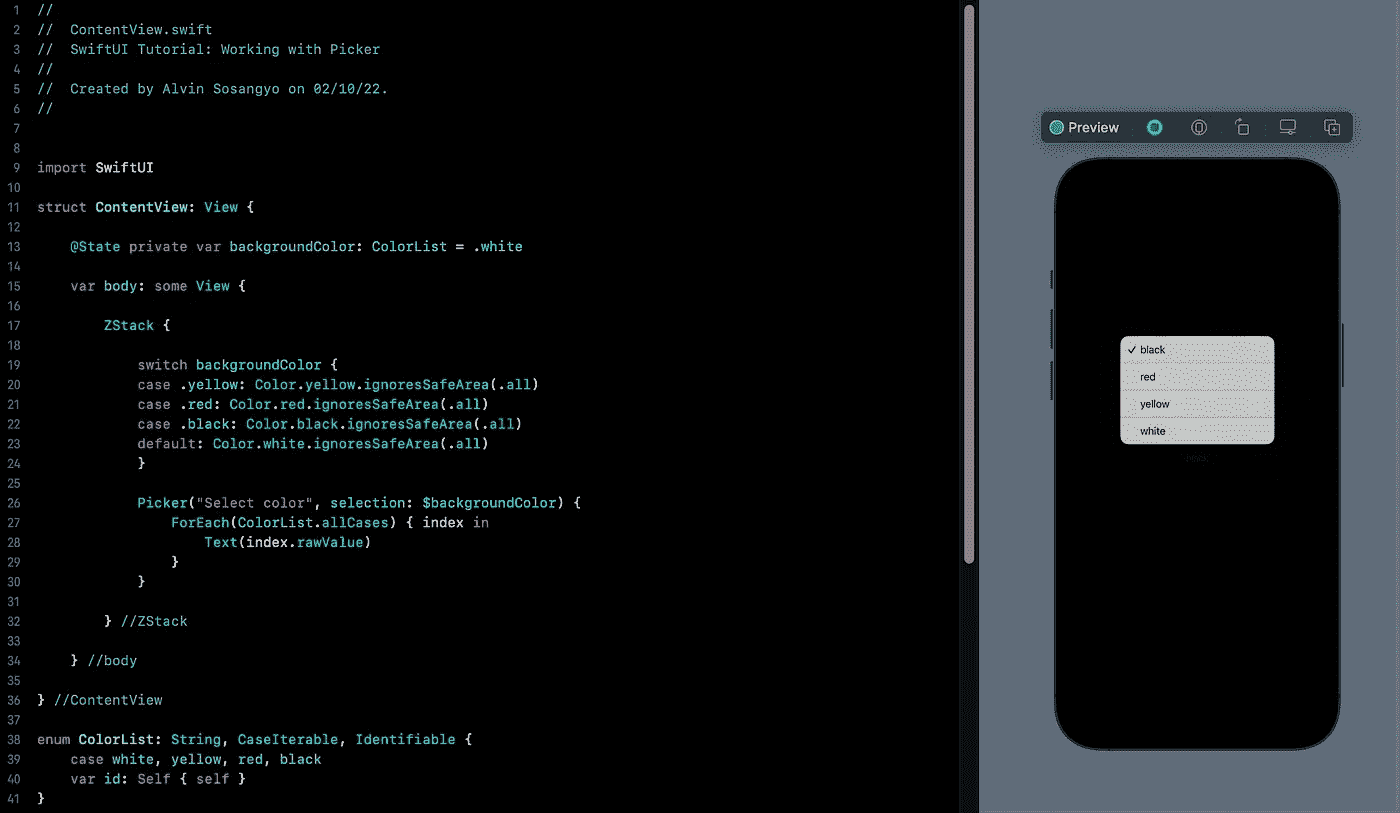 1 //
2 //  ContentView.swift
3 //  SwiftUI Tutorial: Working with Picker
4 //
5 //  Created by Alvin Sosangyo on 02/10/22.
6 //
7
8
9 import SwiftUI
10
11 struct ContentView: View {
12
13     @State private var backgroundColor: ColorList = .white
14
15     var body: some View {
16
17         ZStack {
18
19             switch backgroundColor {
20             case .yellow: Color.yellow.ignoresSafeArea(.all)
21             case .red: Color.red.ignoresSafeArea(.all)
22             case .black: Color.black.ignoresSafeArea(.all)
23             default: Color.white.ignoresSafeArea(.all)
24             }
25
26             Picker("Select color", selection: $backgroundColor) {
27                 ForEach(ColorList.allCases) { index in
28                     Text(index.rawValue)
29                 }
30             }
31
32         } //ZStack
33
34     } //body
35
36 } //ContentView
37
38 enum ColorList: String, CaseIterable, Identifiable {
39     case white, yellow, red, black
40     var id: Self { self }
41 }
Preview
✓ black
red
yellow
white